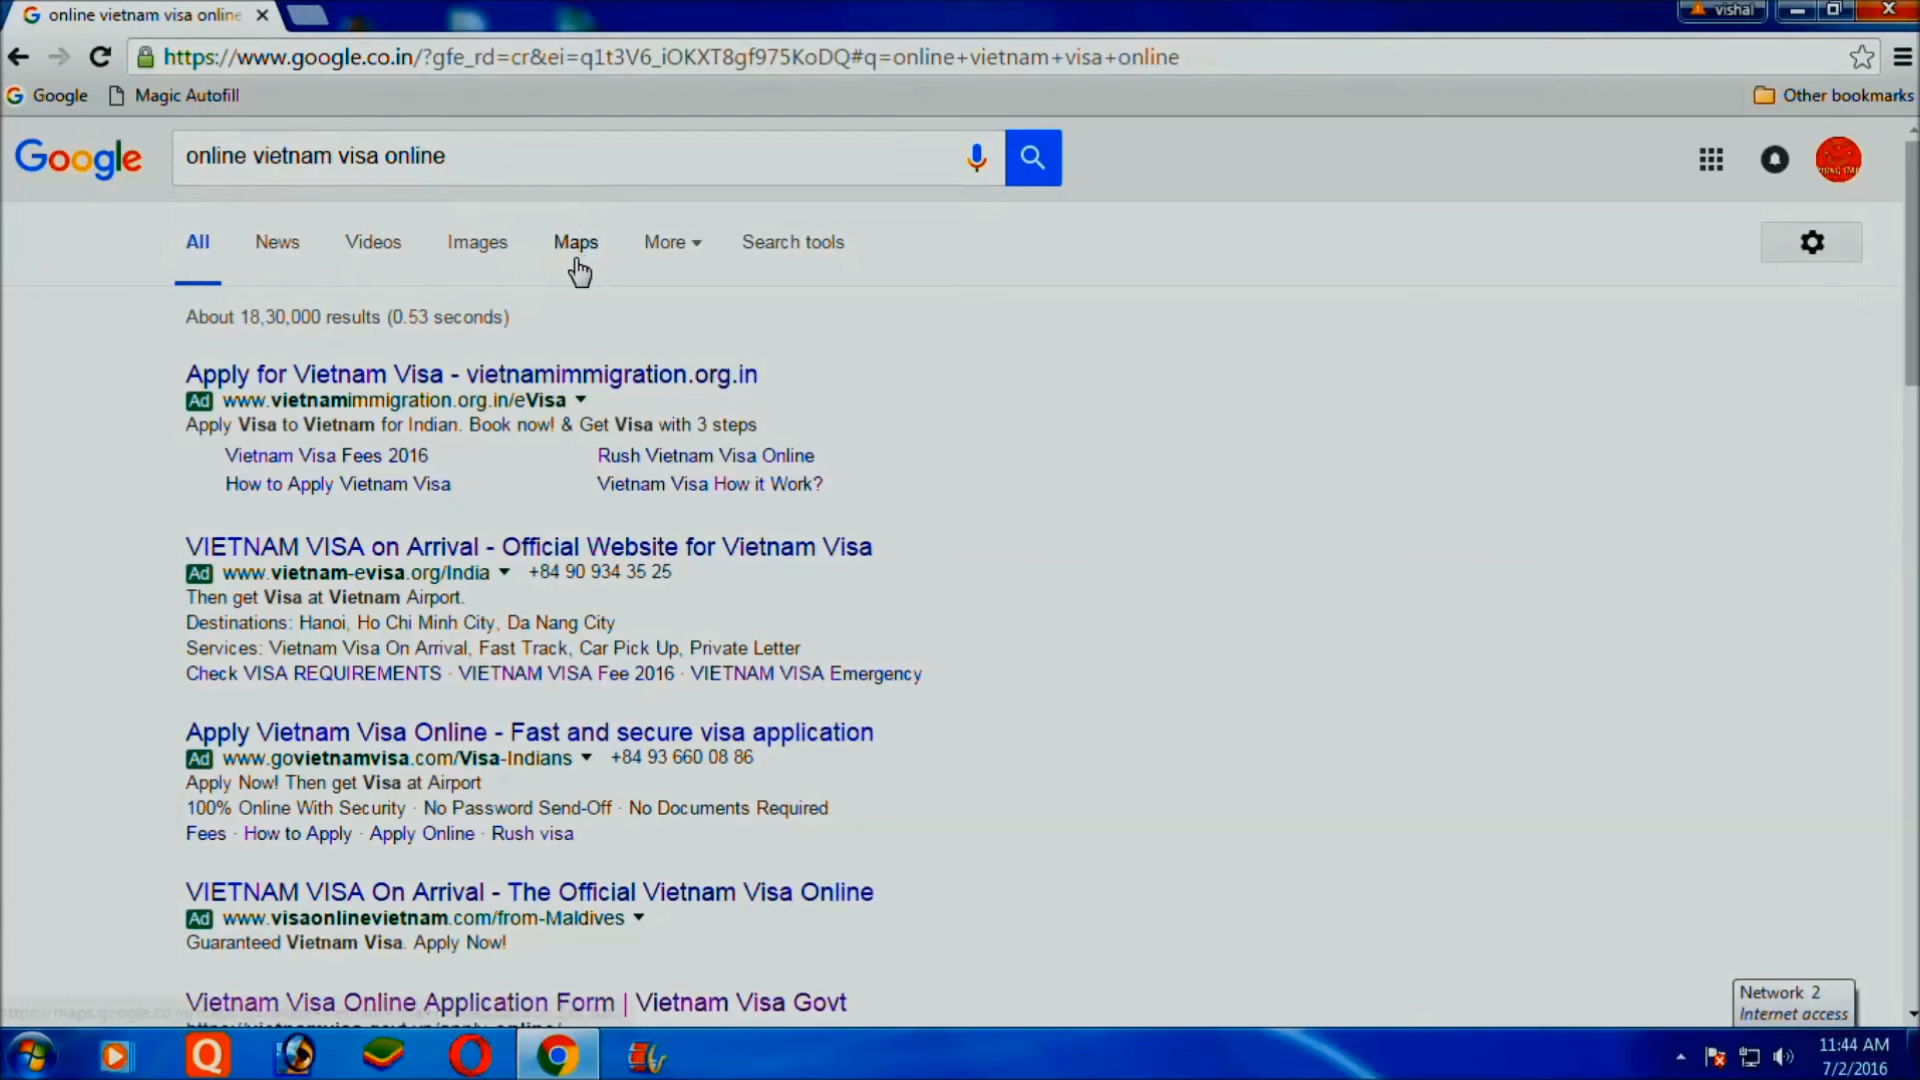 online vietnam visa online
vishal
https://www.google.co.in/?gfe_rd=cr&ei=q1t3V6_iOKXT8gf975KoDQ#q=online+vietnam+visa+online
Google
Magic Autofill
Other bookmarks
Google
online vietnam visa online
All
News
Videos
Images
Maps
More
Search tools
About 18,30,000 results (0.53 seconds)
Apply for Vietnam Visa - vietnamimmigration.org.in
Ad www.vietnamimmigration.org.in/eVisa
Apply Visa to Vietnam for Indian. Book now! & Get Visa with 3 steps
Vietnam Visa Fees 2016
Rush Vietnam Visa Online
How to Apply Vietnam Visa
Vietnam Visa How it Work?
VIETNAM VISA on Arrival - Official Website for Vietnam Visa
Ad www.vietnam-evisa.org/India +84 90 934 35 25
Then get Visa at Vietnam Airport.
Destinations: Hanoi, Ho Chi Minh City, Da Nang City
Services: Vietnam Visa On Arrival, Fast Track, Car Pick Up, Private Letter
Check VISA REQUIREMENTS · VIETNAM VISA Fee 2016 · VIETNAM VISA Emergency
Apply Vietnam Visa Online - Fast and secure visa application
Ad www.govietnamvisa.com/Visa-Indians +84 93 660 08 86
Apply Now! Then get Visa at Airport
100% Online With Security · No Password Send-Off · No Documents Required
Fees · How to Apply · Apply Online · Rush visa
VIETNAM VISA On Arrival - The Official Vietnam Visa Online
Ad www.visaonlinevietnam.com/from-Maldives
Guaranteed Vietnam Visa. Apply Now!
Vietnam Visa Online Application Form | Vietnam Visa Govt
Network 2
Internet access
11:44 AM
7/2/2016